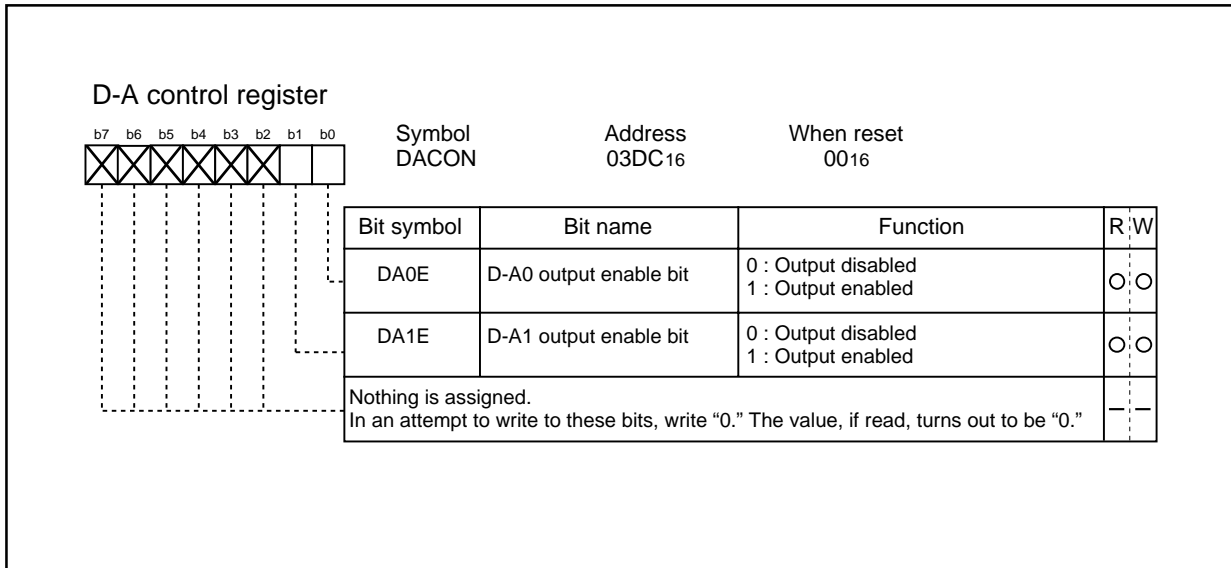 D-A control register
b7 b6 b5 b4 b3 b2 b1 b0
Symbol Address When reset
DACON 03DC16 0016
Bit symbol Bit name Function R W
DA0E D-A0 output enable bit 0 : Output disabled
1 : Output enabled
DA1E D-A1 output enable bit 0 : Output disabled
1 : Output enabled
Nothing is assigned.
In an attempt to write to these bits, write “0.” The value, if read, turns out to be “0.”